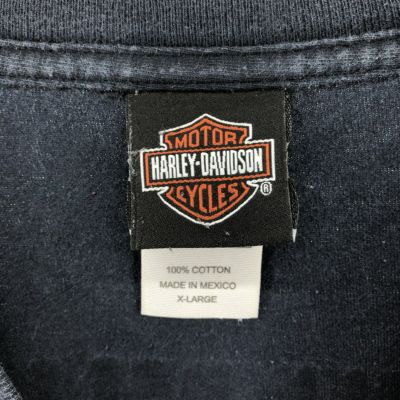 MOTOR
HARLEY-DAVIDSON
CYCLES ®
100% COTTON
MADE IN MEXICO
X-LARGE